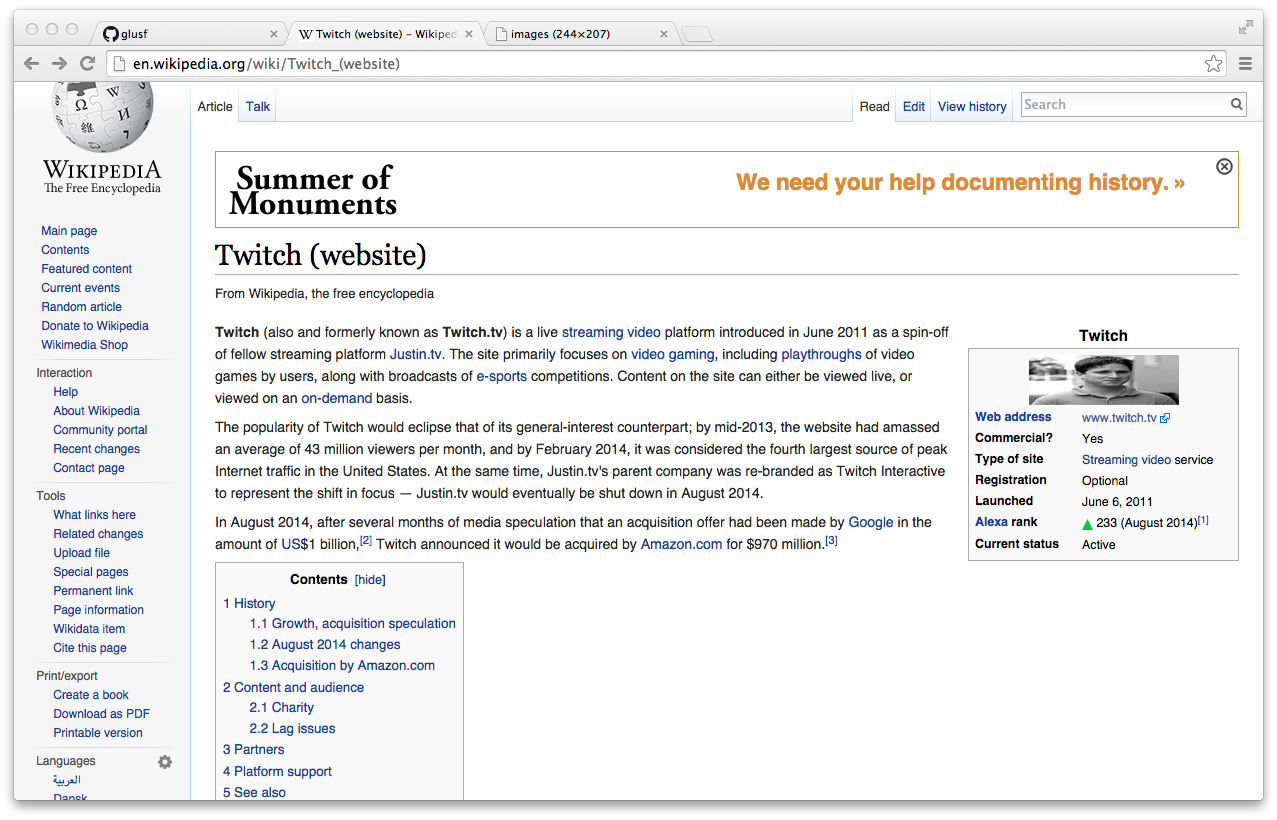 glusf
Twitch (website) – Wikiped
images (244×207)
en.wikipedia.org/wiki/Twitch_(website)
WIKIPEDIA
The Free Encyclopedia
Main page
Contents
Featured content
Current events
Random article
Donate to Wikipedia
Wikimedia Shop
Interaction
Help
About Wikipedia
Community portal
Recent changes
Contact page
Tools
What links here
Related changes
Upload file
Special pages
Permanent link
Page information
Wikidata item
Cite this page
Print/export
Create a book
Download as PDF
Printable version
Languages
العربية
Dansk
Article Talk Read Edit View history Search
Summer of
Monuments
We need your help documenting history. »
Twitch (website)
From Wikipedia, the free encyclopedia
Twitch (also and formerly known as Twitch.tv) is a live streaming video platform introduced in June 2011 as a spin-off
of fellow streaming platform Justin.tv. The site primarily focuses on video gaming, including playthroughs of video
games by users, along with broadcasts of e-sports competitions. Content on the site can either be viewed live, or
viewed on an on-demand basis.
The popularity of Twitch would eclipse that of its general-interest counterpart; by mid-2013, the website had amassed
an average of 43 million viewers per month, and by February 2014, it was considered the fourth largest source of peak
Internet traffic in the United States. At the same time, Justin.tv's parent company was re-branded as Twitch Interactive
to represent the shift in focus — Justin.tv would eventually be shut down in August 2014.
In August 2014, after several months of media speculation that an acquisition offer had been made by Google in the
amount of US$1 billion,[2] Twitch announced it would be acquired by Amazon.com for $970 million.[3]
Twitch
Web address www.twitch.tv
Commercial? Yes
Type of site Streaming video service
Registration Optional
Launched June 6, 2011
Alexa rank ▲ 233 (August 2014)[1]
Current status Active
Contents [hide]
1 History
1.1 Growth, acquisition speculation
1.2 August 2014 changes
1.3 Acquisition by Amazon.com
2 Content and audience
2.1 Charity
2.2 Lag issues
3 Partners
4 Platform support
5 See also